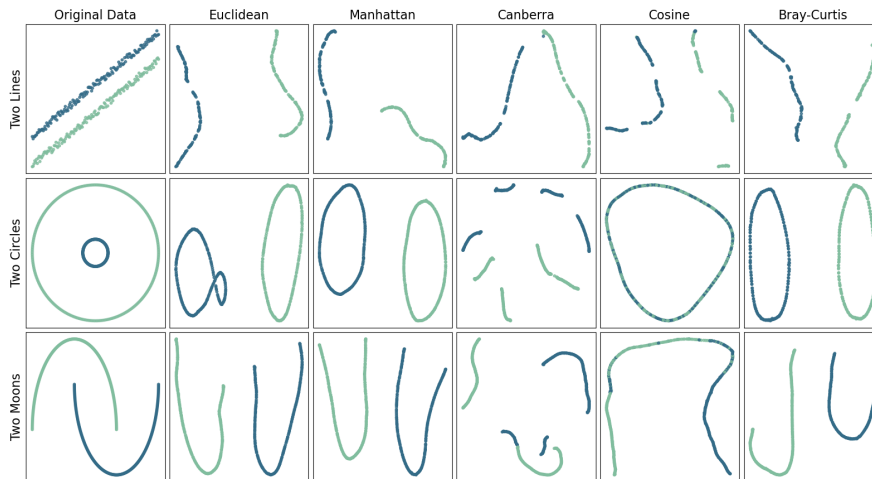 Original Data Euclidean Manhattan Canberra Cosine Bray-Curtis
Two Lines
Two Circles
Two Moons